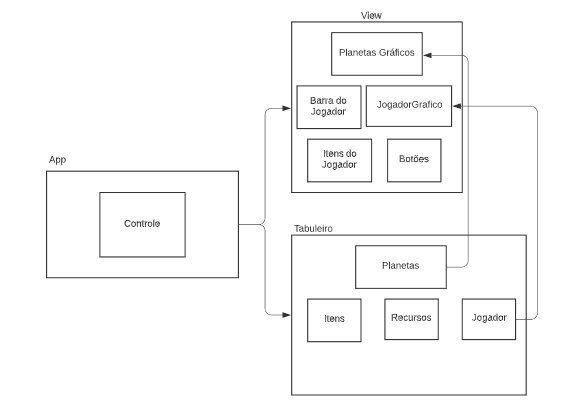 View
Planetas Gráficos
Barra do
Jogador
JogadorGrafico
Itens do
Jogador
Botões
App
Controle
Tabuleiro
Planetas
Itens
Recursos
Jogador